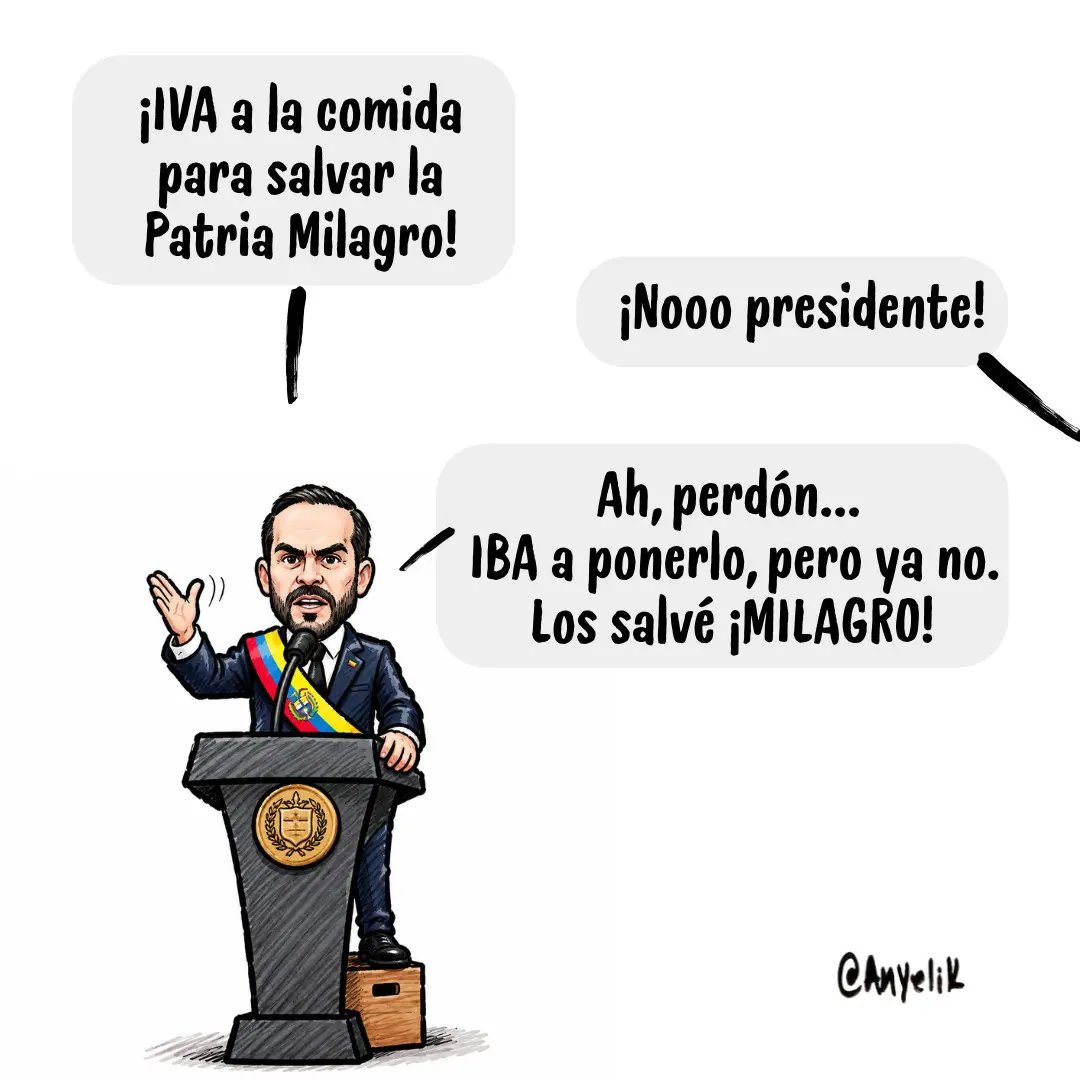 ¡IVA a la comida
para salvar la
Patria Milagro!
¡Nooo presidente!
Ah, perdón...
IBA a ponerlo, pero ya no.
Los salvé ¡MILAGRO!
@Anyelik